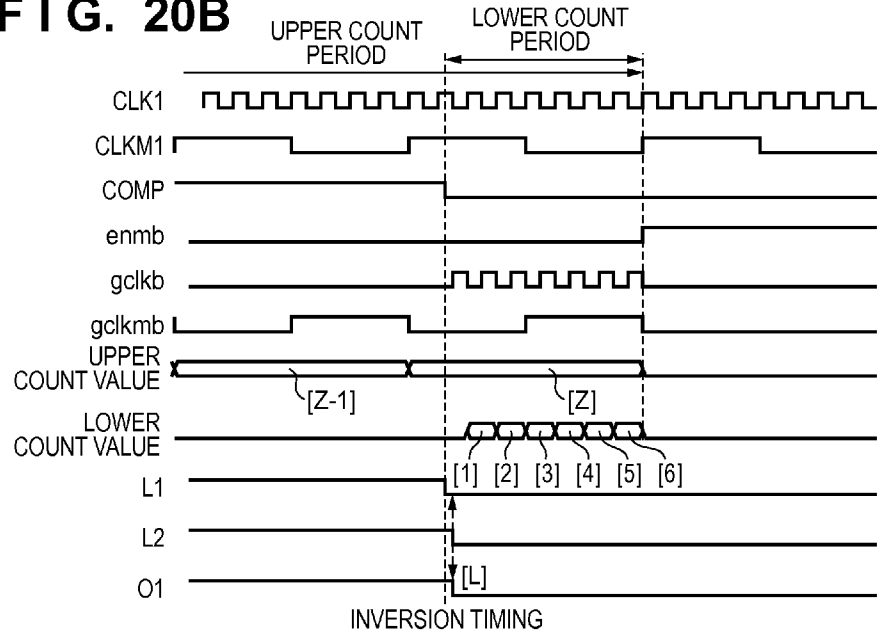 FIG. 20B
UPPER COUNT
PERIOD
LOWER COUNT
PERIOD
CLK1
CLKM1
COMP
enmb
gclkb
gclkmb
UPPER
COUNT VALUE
[Z-1]
[Z]
LOWER
COUNT VALUE
[1] [2] [3] [4] [5] [6]
L1
L2
[L]
O1
INVERSION TIMING